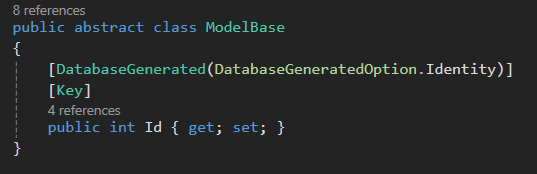 8 references
public abstract class ModelBase
{
[DatabaseGenerated(DatabaseGeneratedOption.Identity)]
[Key]
4 references
public int Id { get; set; }
}